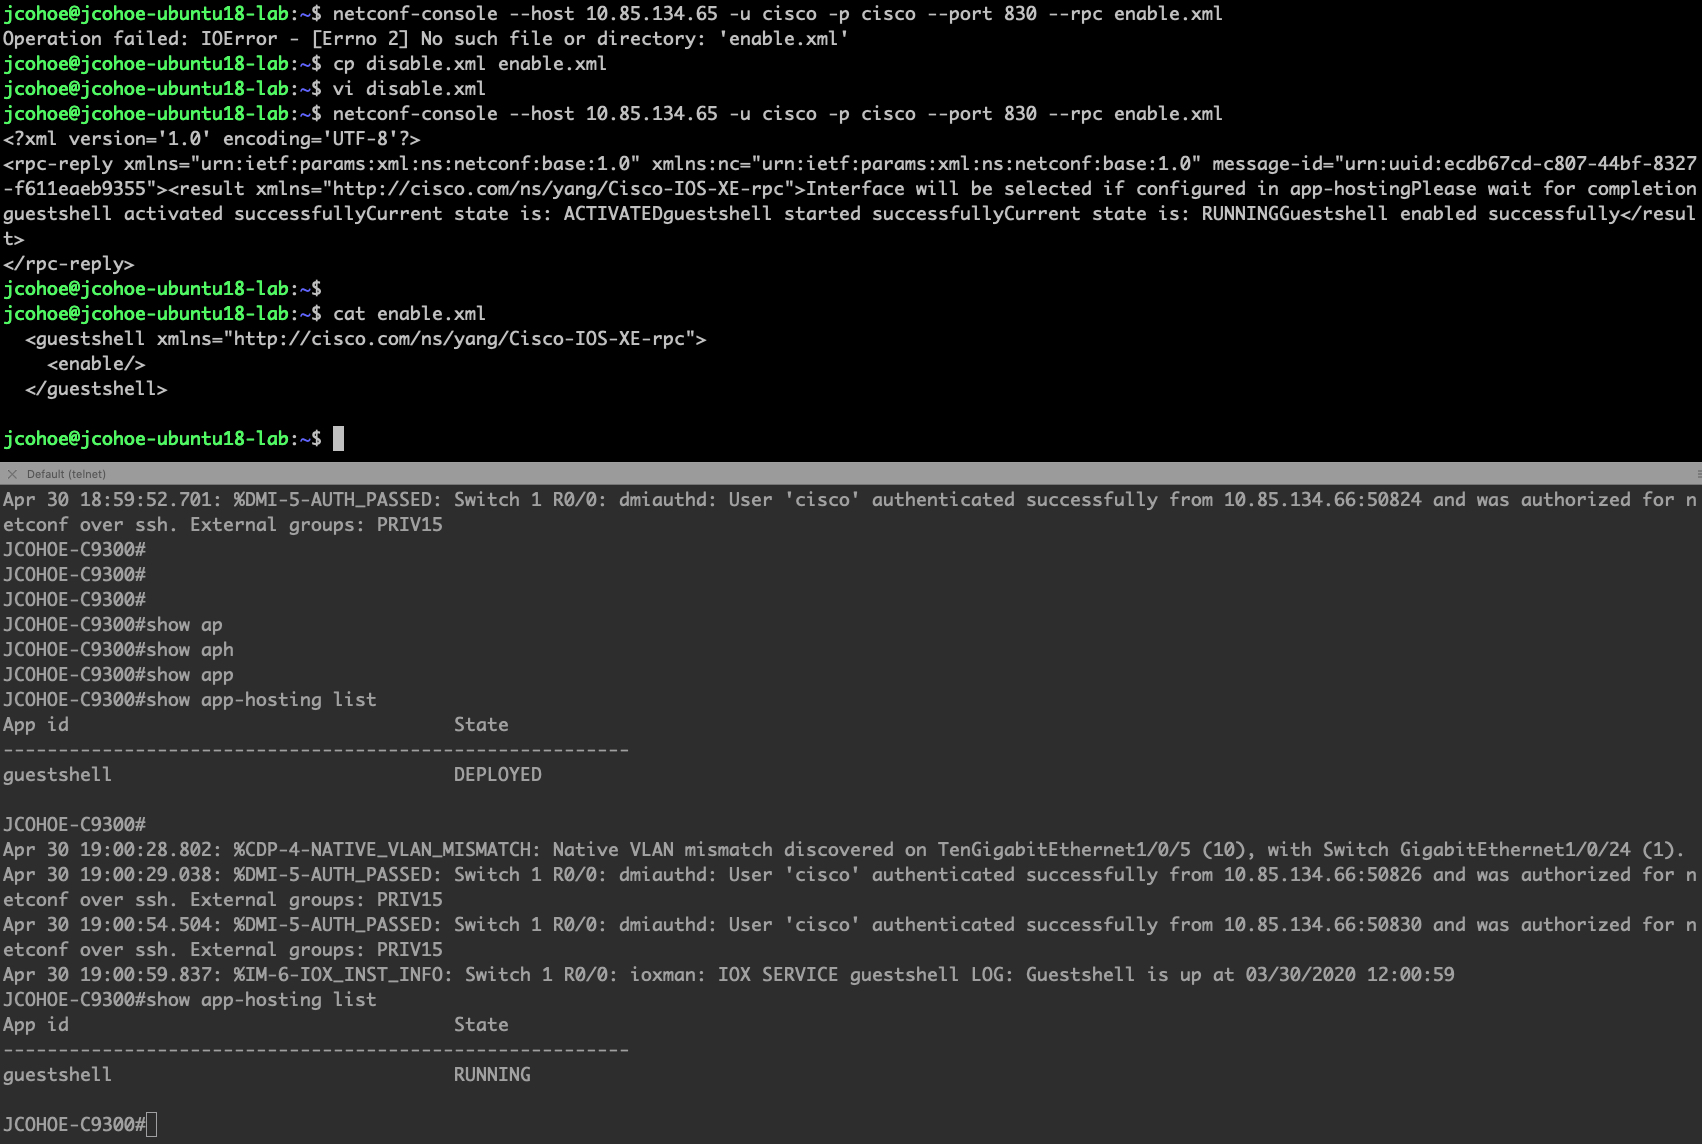 jcohoe@jcohoe-ubuntu18-lab:~$ netconf-console --host 10.85.134.65 -u cisco -p cisco --port 830 --rpc enable.xml
Operation failed: IOError - [Errno 2] No such file or directory: 'enable.xml'
jcohoe@jcohoe-ubuntu18-lab:~$ cp disable.xml enable.xml
jcohoe@jcohoe-ubuntu18-lab:~$ vi disable.xml
jcohoe@jcohoe-ubuntu18-lab:~$ netconf-console --host 10.85.134.65 -u cisco -p cisco --port 830 --rpc enable.xml
<?xml version='1.0' encoding='UTF-8'?>
<rpc-reply xmlns="urn:ietf:params:xml:ns:netconf:base:1.0" xmlns:nc="urn:ietf:params:xml:ns:netconf:base:1.0" message-id="urn:uuid:ecdb67cd-c807-44bf-8327
-f611eaeb9355"><result xmlns="http://cisco.com/ns/yang/Cisco-IOS-XE-rpc">Interface will be selected if configured in app-hostingPlease wait for completion
guestshell activated successfullyCurrent state is: ACTIVATEDguestshell started successfullyCurrent state is: RUNNINGGuestshell enabled successfully</resul
t>
</rpc-reply>
jcohoe@jcohoe-ubuntu18-lab:~$
jcohoe@jcohoe-ubuntu18-lab:~$ cat enable.xml
  <guestshell xmlns="http://cisco.com/ns/yang/Cisco-IOS-XE-rpc">
    <enable/>
  </guestshell>
jcohoe@jcohoe-ubuntu18-lab:~$
Default (telnet)
Apr 30 18:59:52.701: %DMI-5-AUTH_PASSED: Switch 1 R0/0: dmiauthd: User 'cisco' authenticated successfully from 10.85.134.66:50824 and was authorized for n
etconf over ssh. External groups: PRIV15
JCOHOE-C9300#
JCOHOE-C9300#
JCOHOE-C9300#
JCOHOE-C9300#show ap
JCOHOE-C9300#show aph
JCOHOE-C9300#show app
JCOHOE-C9300#show app-hosting list
App id                                   State
---------------------------------------------------------
guestshell                               DEPLOYED
JCOHOE-C9300#
Apr 30 19:00:28.802: %CDP-4-NATIVE_VLAN_MISMATCH: Native VLAN mismatch discovered on TenGigabitEthernet1/0/5 (10), with Switch GigabitEthernet1/0/24 (1).
Apr 30 19:00:29.038: %DMI-5-AUTH_PASSED: Switch 1 R0/0: dmiauthd: User 'cisco' authenticated successfully from 10.85.134.66:50826 and was authorized for n
etconf over ssh. External groups: PRIV15
Apr 30 19:00:54.504: %DMI-5-AUTH_PASSED: Switch 1 R0/0: dmiauthd: User 'cisco' authenticated successfully from 10.85.134.66:50830 and was authorized for n
etconf over ssh. External groups: PRIV15
Apr 30 19:00:59.837: %IM-6-IOX_INST_INFO: Switch 1 R0/0: ioxman: IOX SERVICE guestshell LOG: Guestshell is up at 03/30/2020 12:00:59
JCOHOE-C9300#show app-hosting list
App id                                   State
---------------------------------------------------------
guestshell                               RUNNING
JCOHOE-C9300#